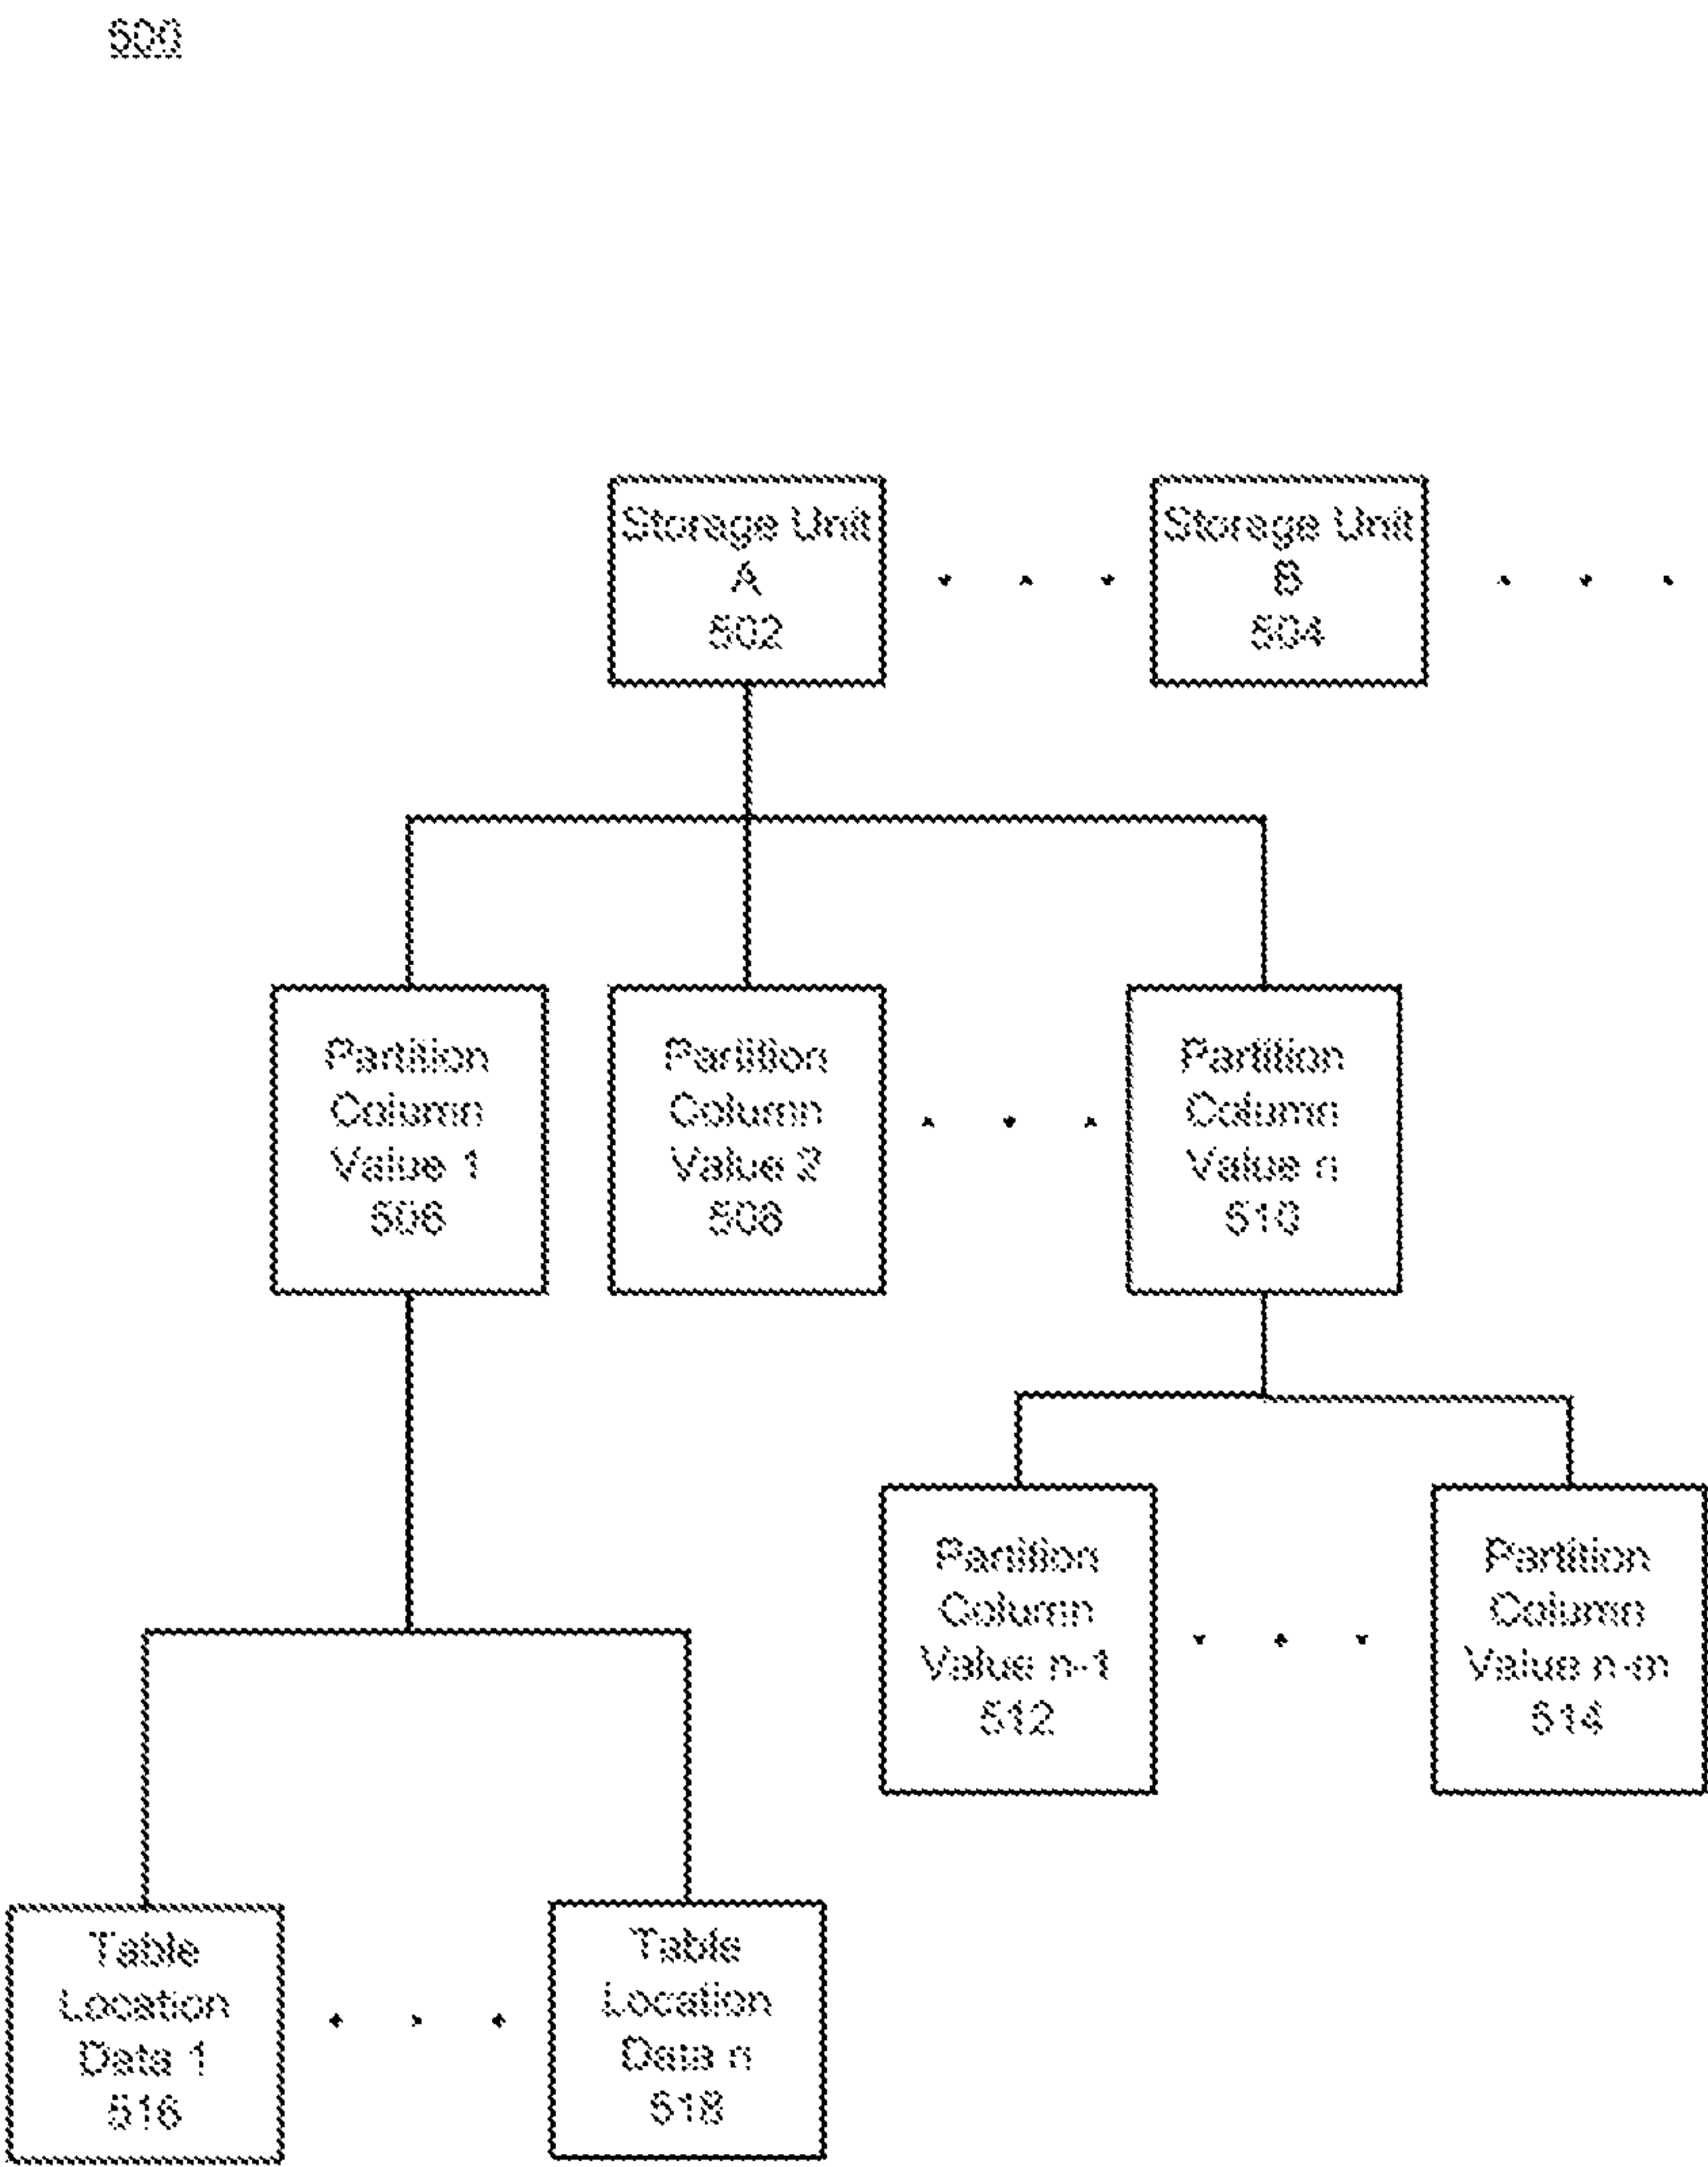 500
Storage Unit
A
502
Storage Unit
B
504
Partition
Column
Value 1
506
Partition
Column
Value 2
508
Partition
Column
Value n
510
Partition
Column
Value n-1
512
Partition
Column
Value n-m
514
Table
Location
Data 1
516
Table
Location
Data n
518